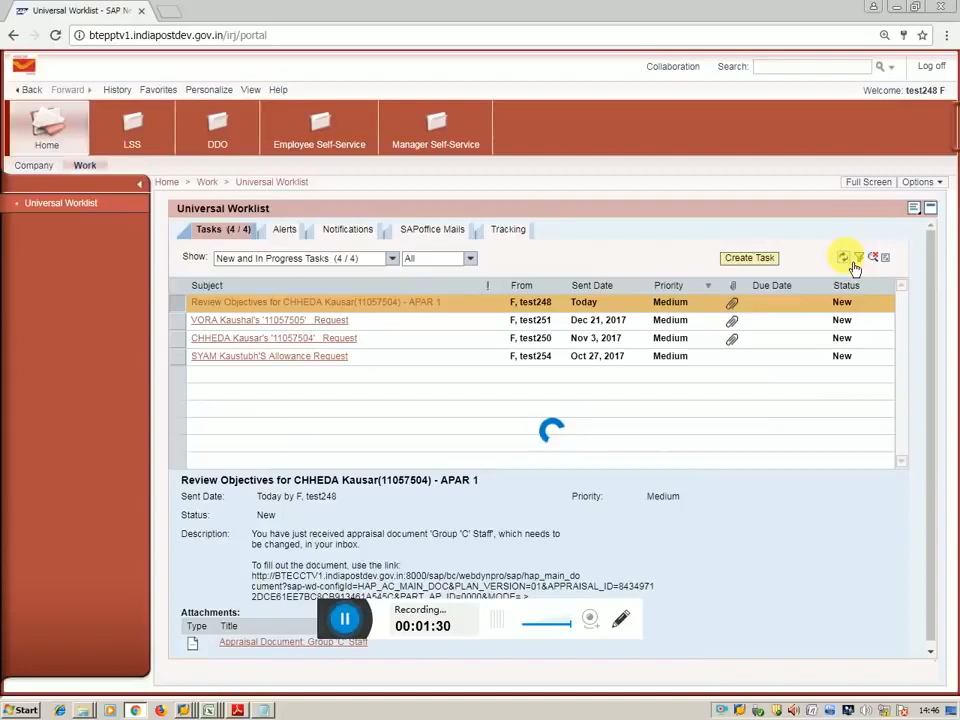 Universal Worklist - SAP Ne
btepptv1.indiapostdev.gov.in/irj/portal
Collaboration Search: Log off
Back Forward History Favorites Personalize View Help Welcome: test248 F
Home LSS DDO Employee Self-Service Manager Self-Service
Company Work
Home Work Universal Worklist Full Screen Options
Universal Worklist
Universal Worklist
Tasks (4 / 4) Alerts Notifications SAPoffice Mails Tracking
Show: New and In Progress Tasks (4 / 4) All Create Task
Subject ! From Sent Date Priority Due Date Status
Review Objectives for CHHEDA Kausar(11057504) - APAR 1 F, test248 Today Medium New
VORA Kaushal's '11057505' Request F, test251 Dec 21, 2017 Medium New
CHHEDA Kausar's '11057504' Request F, test250 Nov 3, 2017 Medium New
SYAM Kaustubh'S Allowance Request F, test254 Oct 27, 2017 Medium New
Review Objectives for CHHEDA Kausar(11057504) - APAR 1
Sent Date: Today by F, test248 Priority: Medium
Status: New
Description: You have just received appraisal document 'Group 'C' Staff', which needs to
be changed, in your inbox.
To fill out the document, use the link:
http://BTECCTV1.indiapostdev.gov.in:8000/sap/bc/webdynpro/sap/hap_main_do
cument?sap-wd-configId=HAP_AC_MAIN_DOC&PLAN_VERSION=01&APPRAISAL_ID=8434971
Attachments:
Recording...
00:01:30
Type Title
Appraisal Document: Group 'C' Staff
Start 14:46